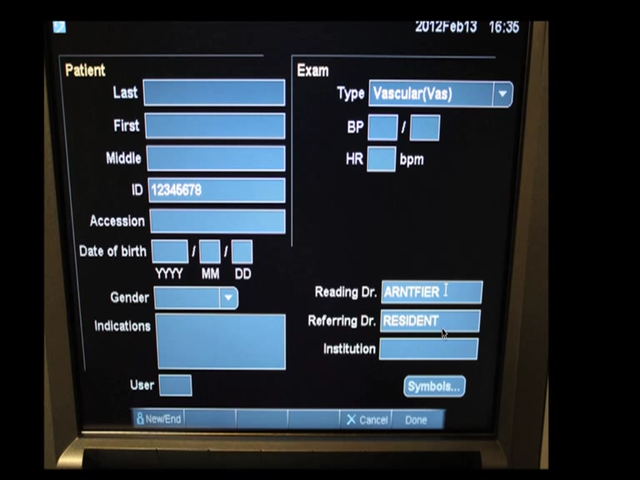 2012Feb13 16:35
Patient
Last
First
Middle
ID 12345678
Accession
Date of birth / /
YYYY MM DD
Gender
Indications
User
Exam
Type Vascular(Vas)
BP /
HR bpm
Reading Dr. ARNTFIER
Referring Dr. RESIDENT
Institution
Symbols...
New/End X Cancel Done